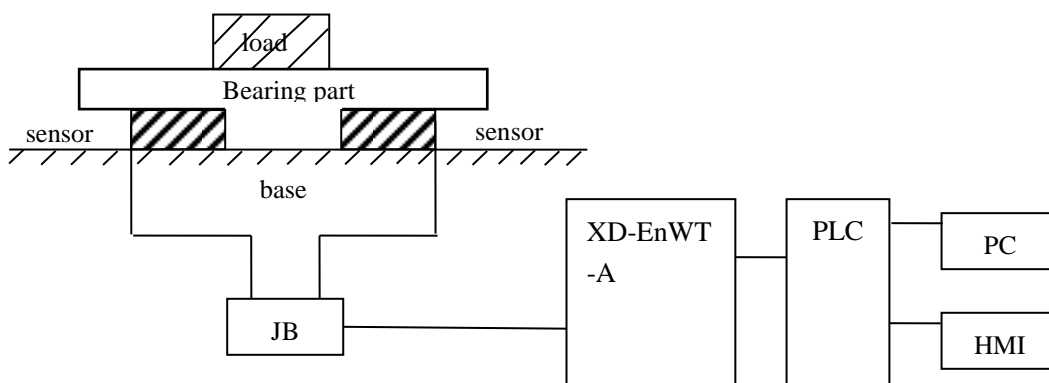 load
Bearing part
sensor
sensor
base
XD-EnWT
-A
PLC
PC
JB
HMI